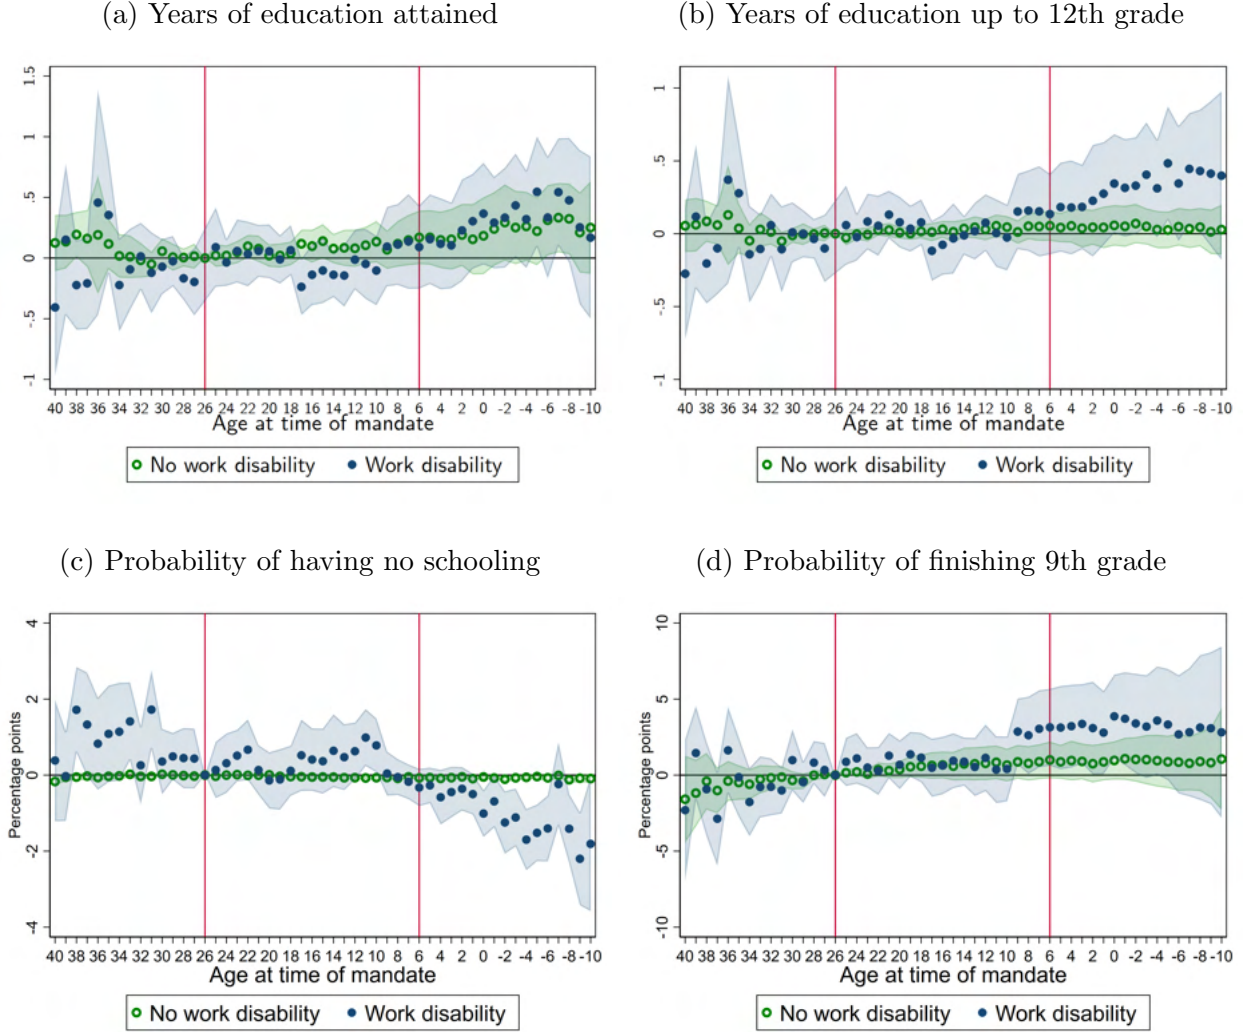 (a) Years of education attained
1.5
1
.5
0
-.5
-1
40 38 36 34 32 30 28 26 24 22 20 18 16 14 12 10 8 6 4 2 0 -2 -4 -6 -8 -10
Age at time of mandate
No work disability Work disability
(b) Years of education up to 12th grade
1
.5
0
-.5
-1
40 38 36 34 32 30 28 26 24 22 20 18 16 14 12 10 8 6 4 2 0 -2 -4 -6 -8 -10
Age at time of mandate
No work disability Work disability
(c) Probability of having no schooling
Percentage points
4
2
0
-2
-4
40 38 36 34 32 30 28 26 24 22 20 18 16 14 12 10 8 6 4 2 0 -2 -4 -6 -8 -10
Age at time of mandate
No work disability Work disability
(d) Probability of finishing 9th grade
Percentage points
10
5
0
-5
-10
40 38 36 34 32 30 28 26 24 22 20 18 16 14 12 10 8 6 4 2 0 -2 -4 -6 -8 -10
Age at time of mandate
No work disability Work disability